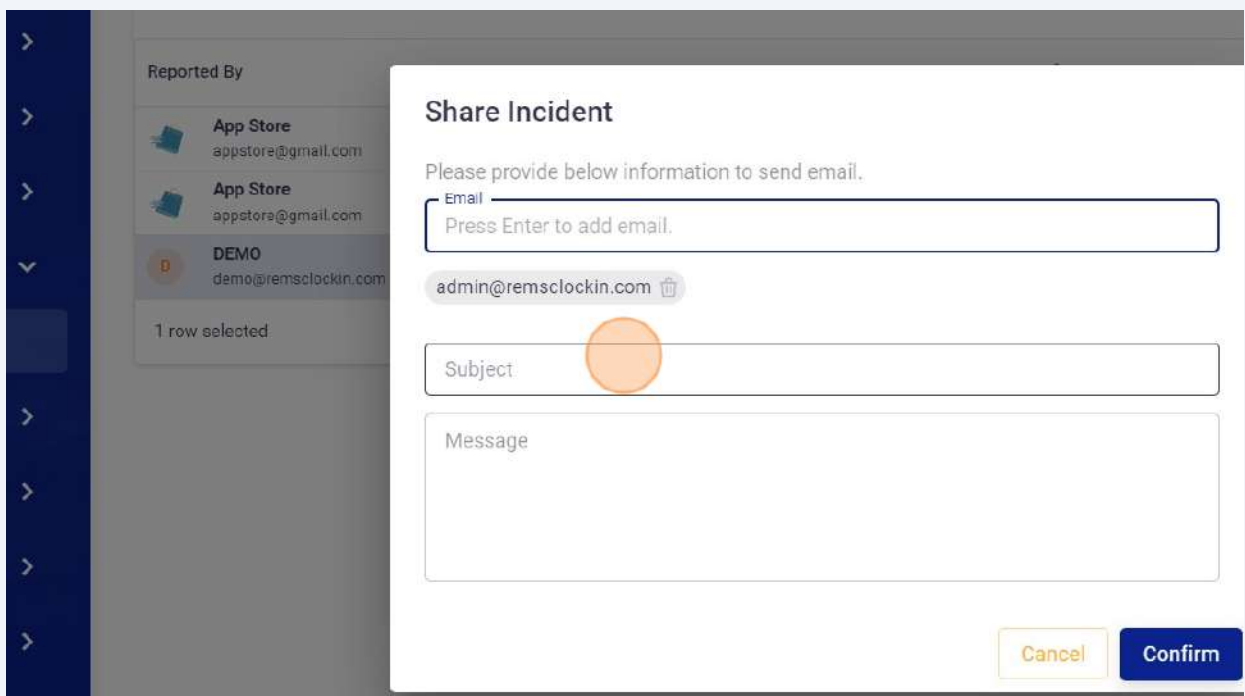 Reported By
App Store
appstore@gmail.com
App Store
appstore@gmail.com
D
DEMO
demo@remsclockin.com
1 row selected
Share Incident
Please provide below information to send email.
Email
Press Enter to add email.
admin@remsclockin.com
Subject
Message
Cancel
Confirm